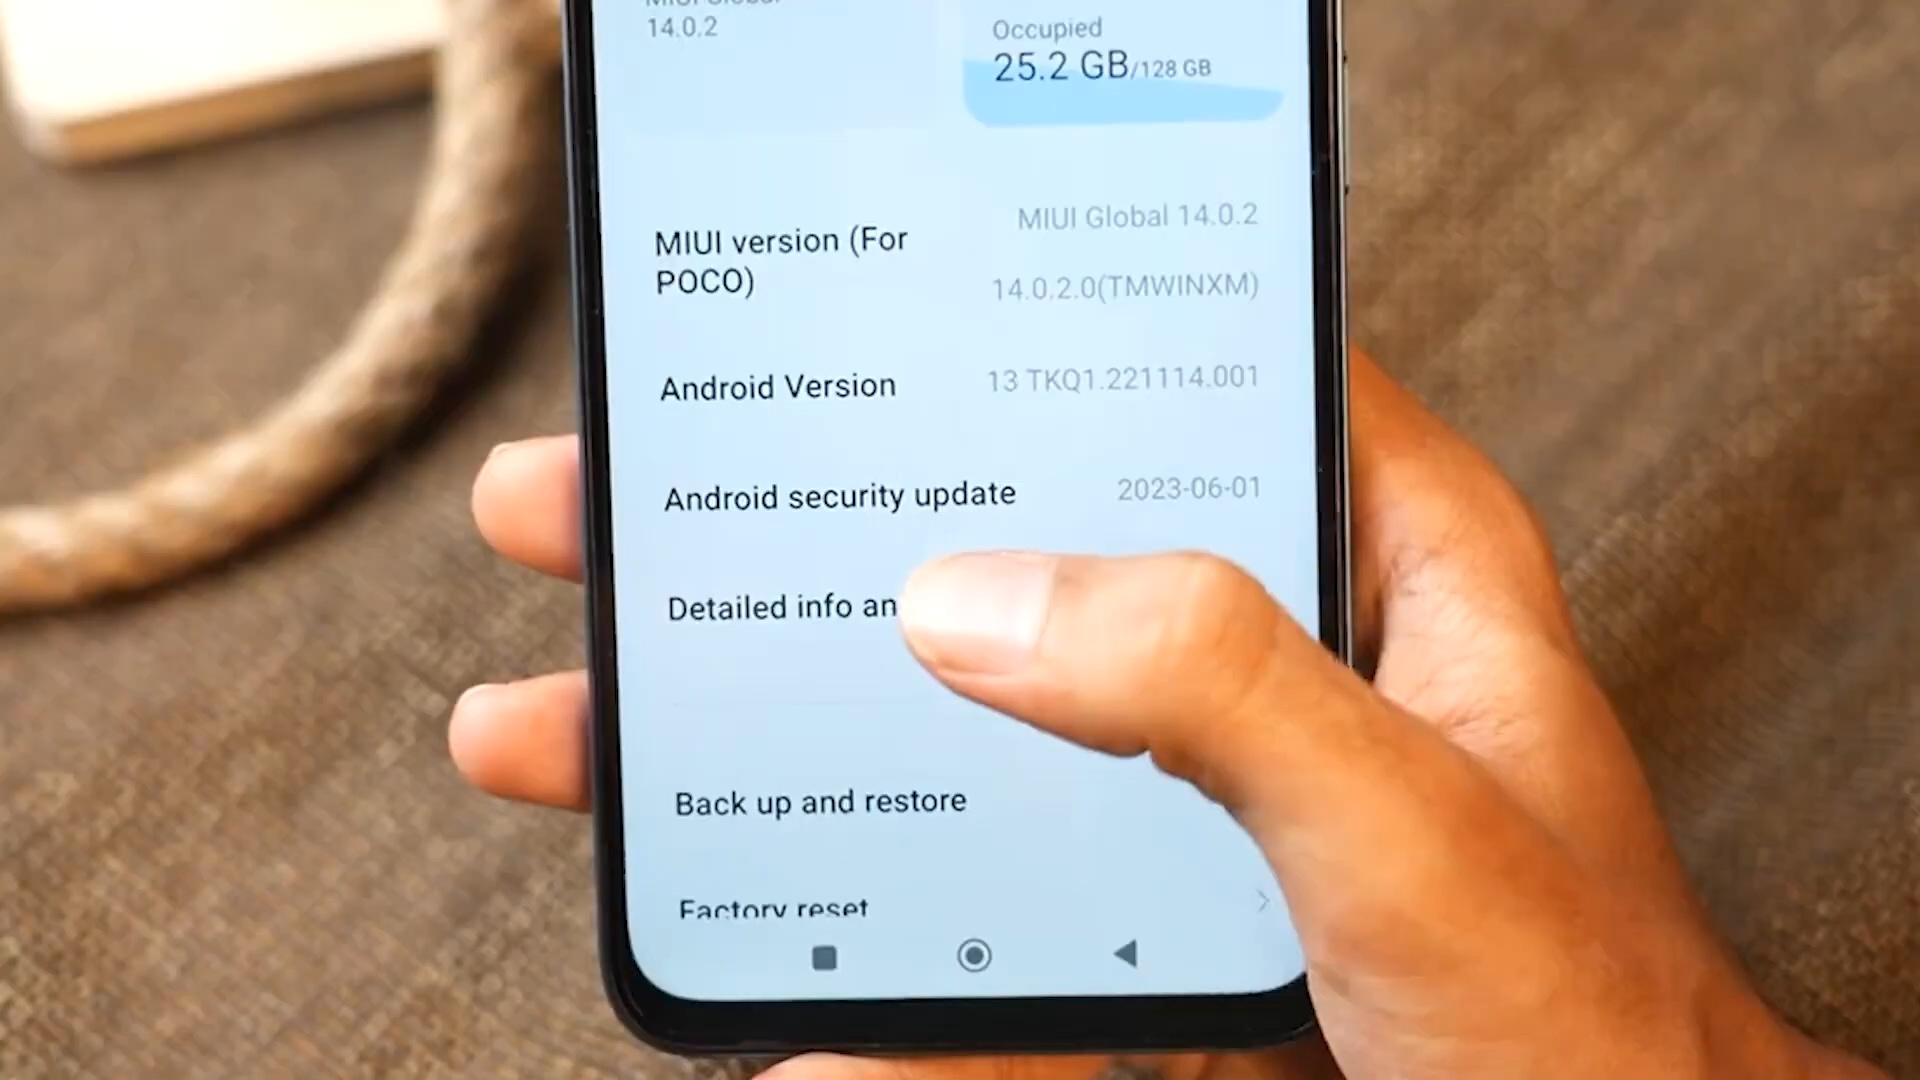 MIUI Global
14.0.2
Occupied
25.2 GB/128 GB
MIUI version (For
POCO)
MIUI Global 14.0.2
14.0.2.0(TMWINXM)
Android Version
13 TKQ1.221114.001
Android security update
2023-06-01
Detailed info an
Back up and restore
Factory reset